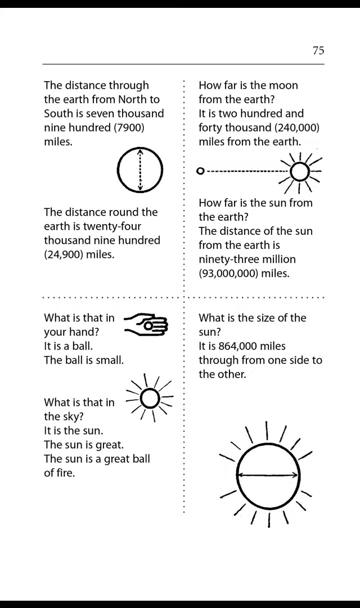 75
The distance through
the earth from North to
South is seven thousand
nine hundred (7900)
miles.
The distance round the
earth is twenty-four
thousand nine hundred
(24,900) miles.
How far is the moon
from the earth?
It is two hundred and
forty thousand (240,000)
miles from the earth.
How far is the sun from
the earth?
The distance of the sun
from the earth is
ninety-three million
(93,000,000) miles.
What is that in
your hand?
It is a ball.
The ball is small.
What is that in
the sky?
It is the sun.
The sun is great.
The sun is a great ball
of fire.
What is the size of the
sun?
It is 864,000 miles
through from one side to
the other.